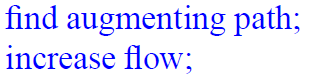 find augmenting path;
increase flow;